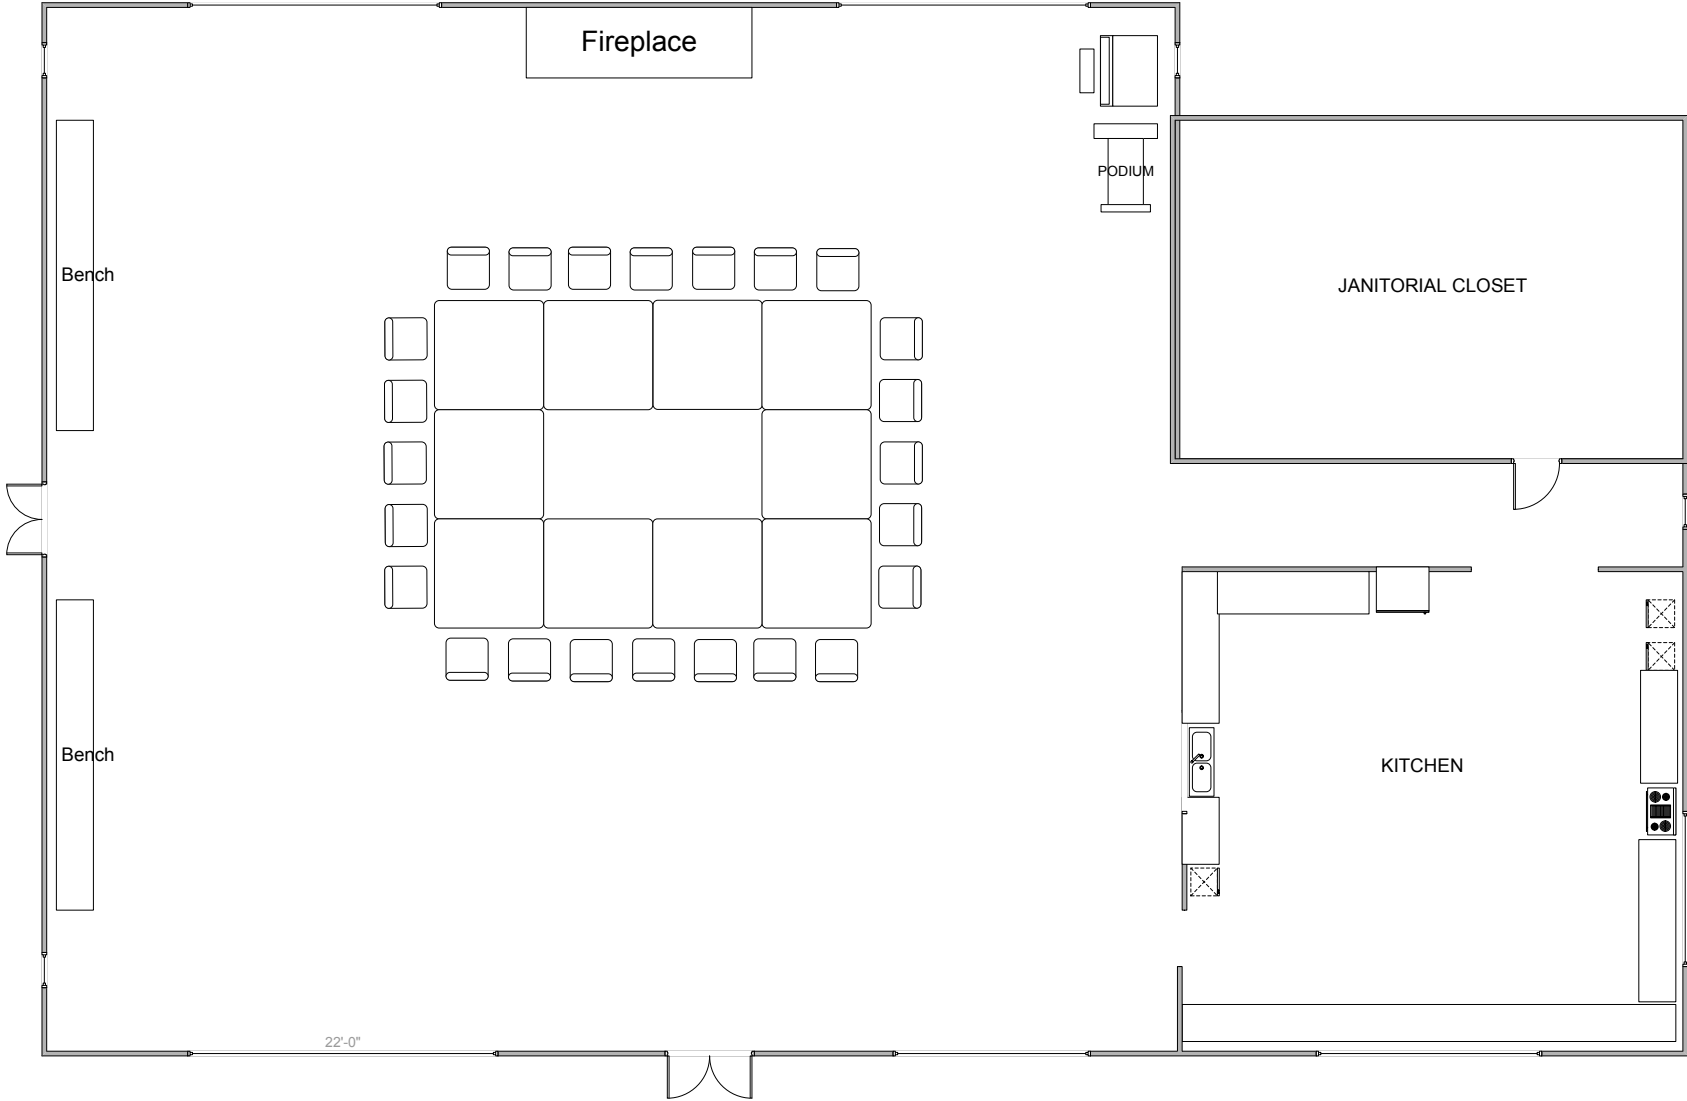 Fireplace
PODIUM
Bench
JANITORIAL CLOSET
Bench
KITCHEN
22'-0"